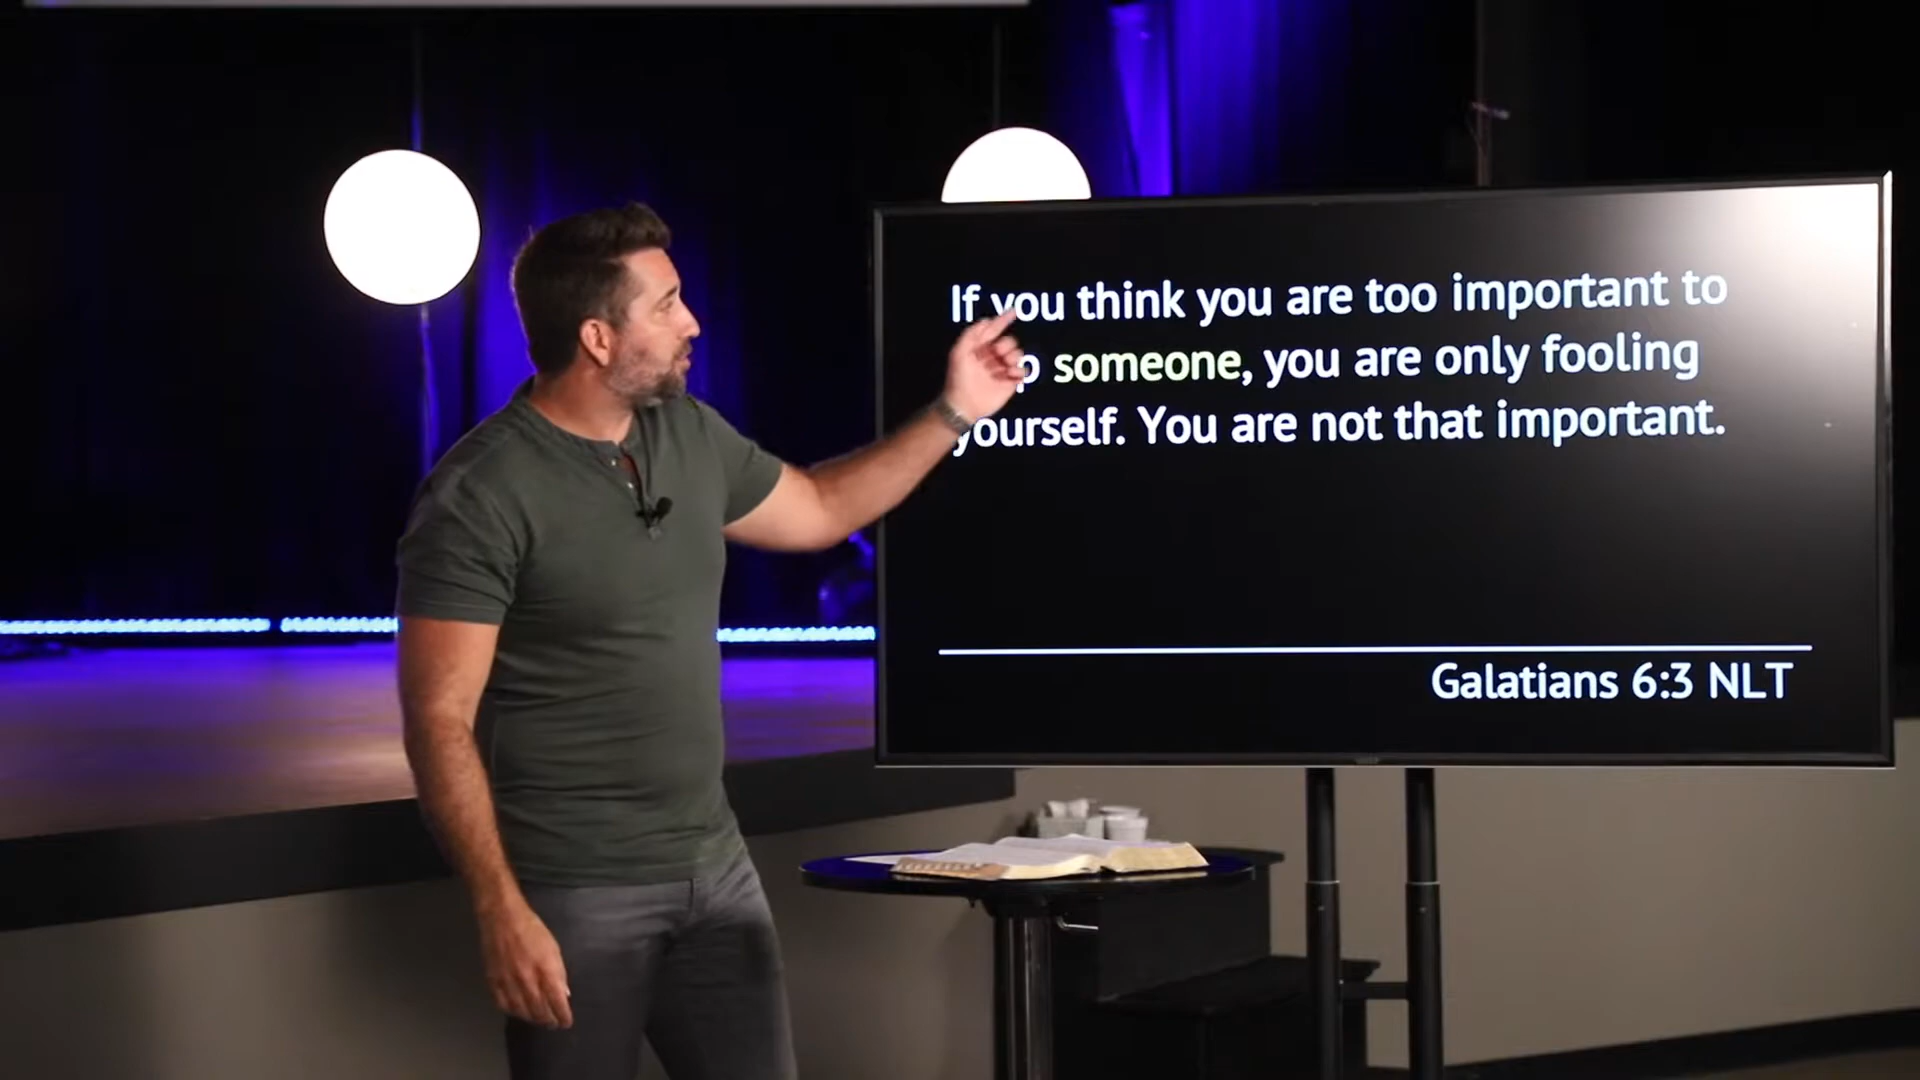 If you think you are too important to
someone, you are only fooling
yourself. You are not that important.
Galatians 6:3 NLT